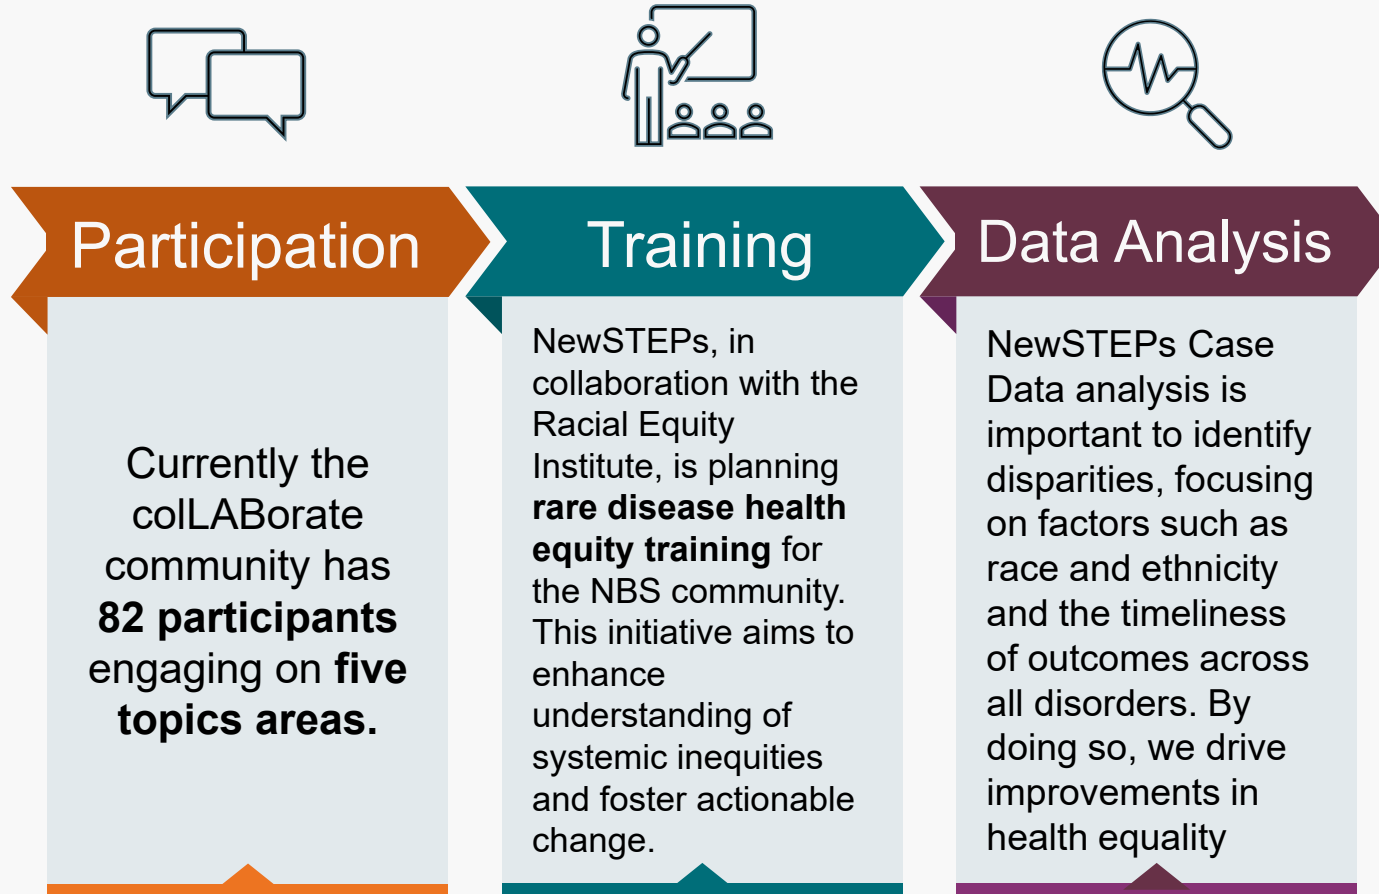 Participation
Currently the
colLABorate
community has
82 participants
engaging on five
topics areas.
Training
NewSTEPs, in
collaboration with the
Racial Equity
Institute, is planning
rare disease health
equity training for
the NBS community.
This initiative aims to
enhance
understanding of
systemic inequities
and foster actionable
change.
Data Analysis
NewSTEPs Case
Data analysis is
important to identify
disparities, focusing
on factors such as
race and ethnicity
and the timeliness
of outcomes across
all disorders. By
doing so, we drive
improvements in
health equality